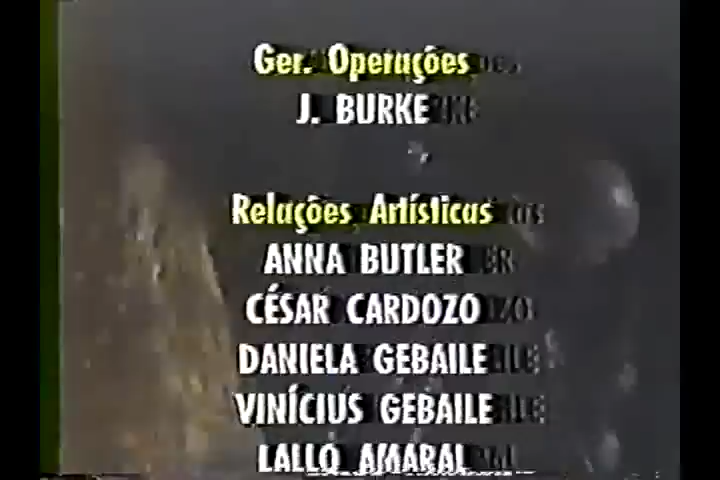 Ger. Operações
J. BURKE
Relações Artísticas
ANNA BUTLER
CÉSAR CARDOZO
DANIELA GEBAILE
VINÍCIUS GEBAILE
LALLO AMARAL